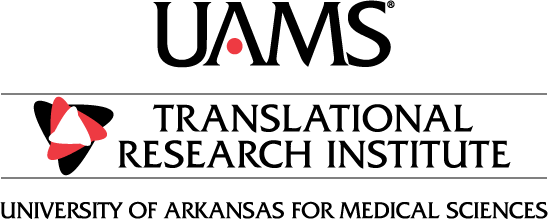 UAMS®
TRANSLATIONAL
RESEARCH INSTITUTE
UNIVERSITY OF ARKANSAS FOR MEDICAL SCIENCES